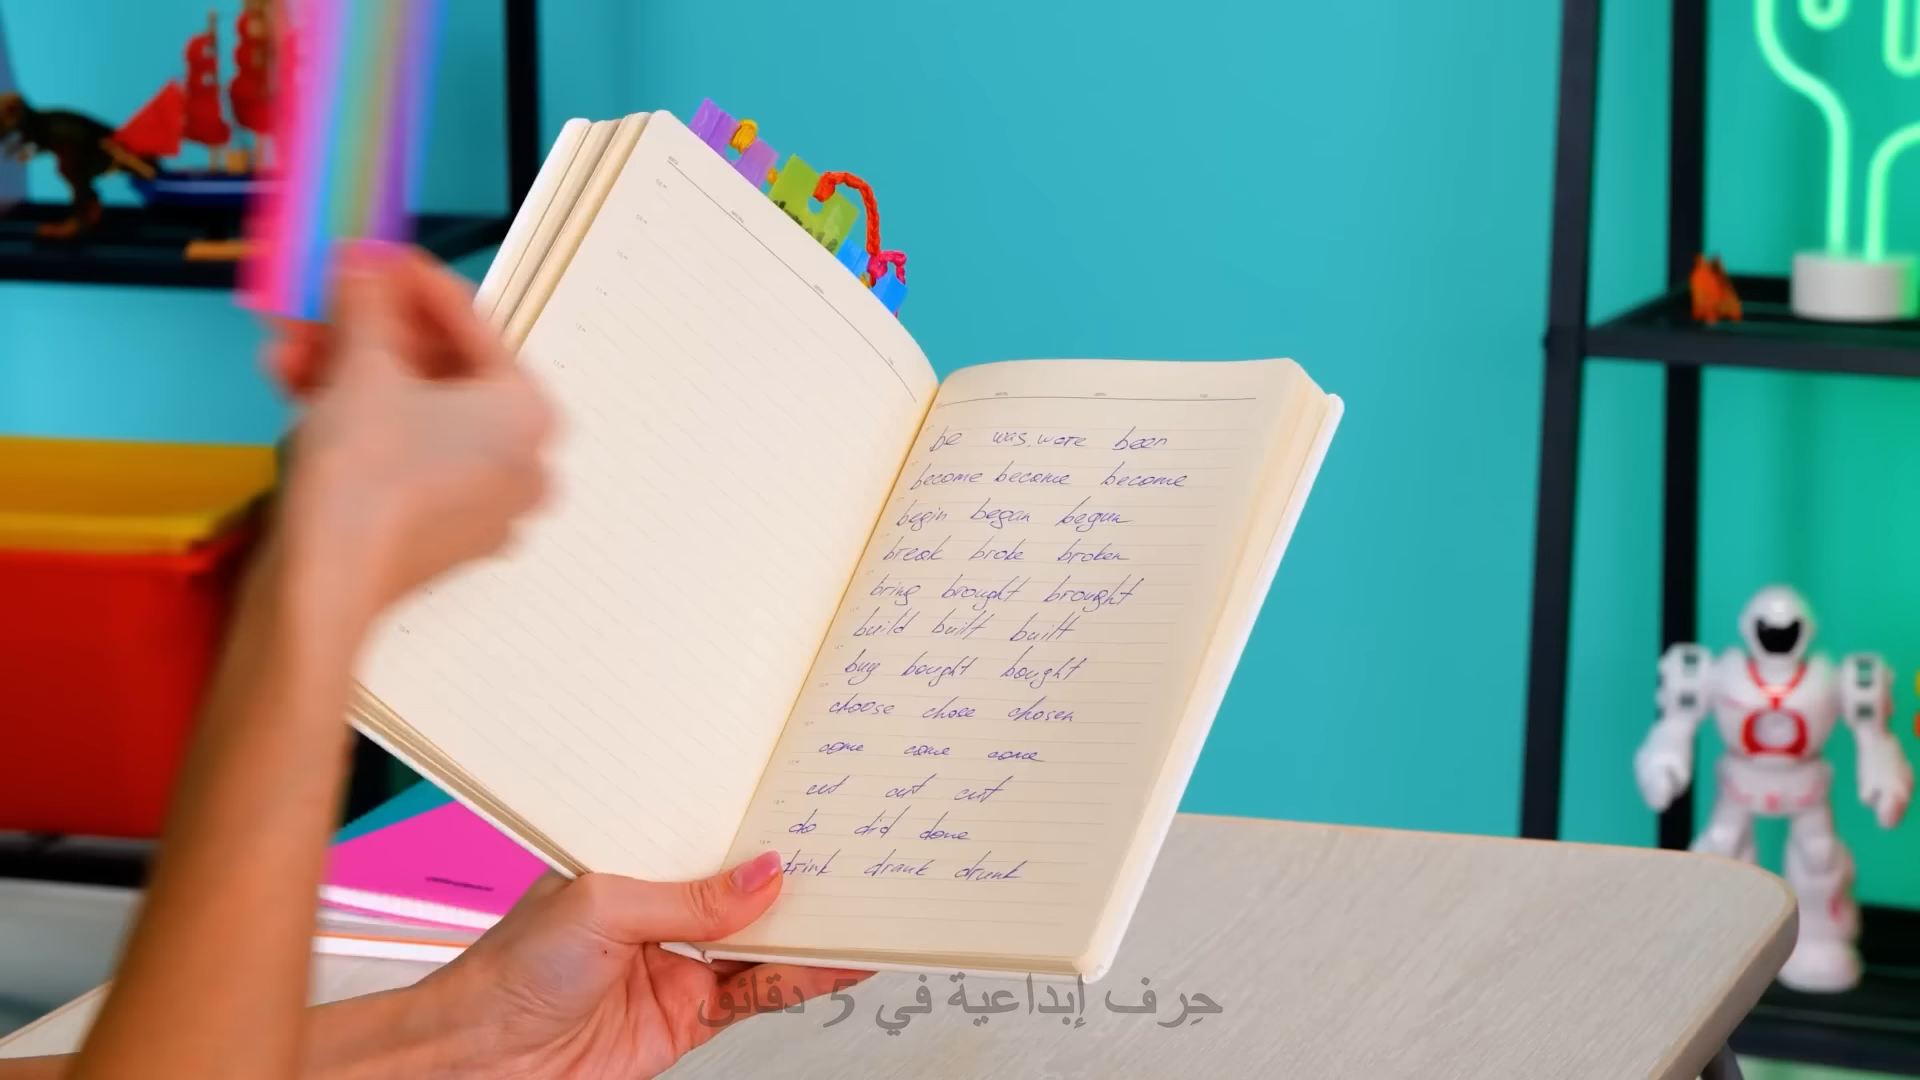 be was, were been
become became become
begin began begun
break broke broken
bring brought brought
build built built
buy bought bought
choose chose chosen
come came come
cut cut cut
do did done
drink drank drunk
حِرف إبداعية في 5 دقائق